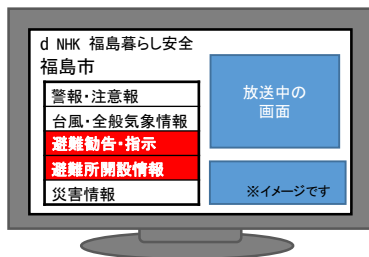 d NHK 福島暮らし安全
福島市
警報・注意報
台風・全般気象情報
避難勧告・指示
避難所開設情報
災害情報
放送中の
画面
※イメージです